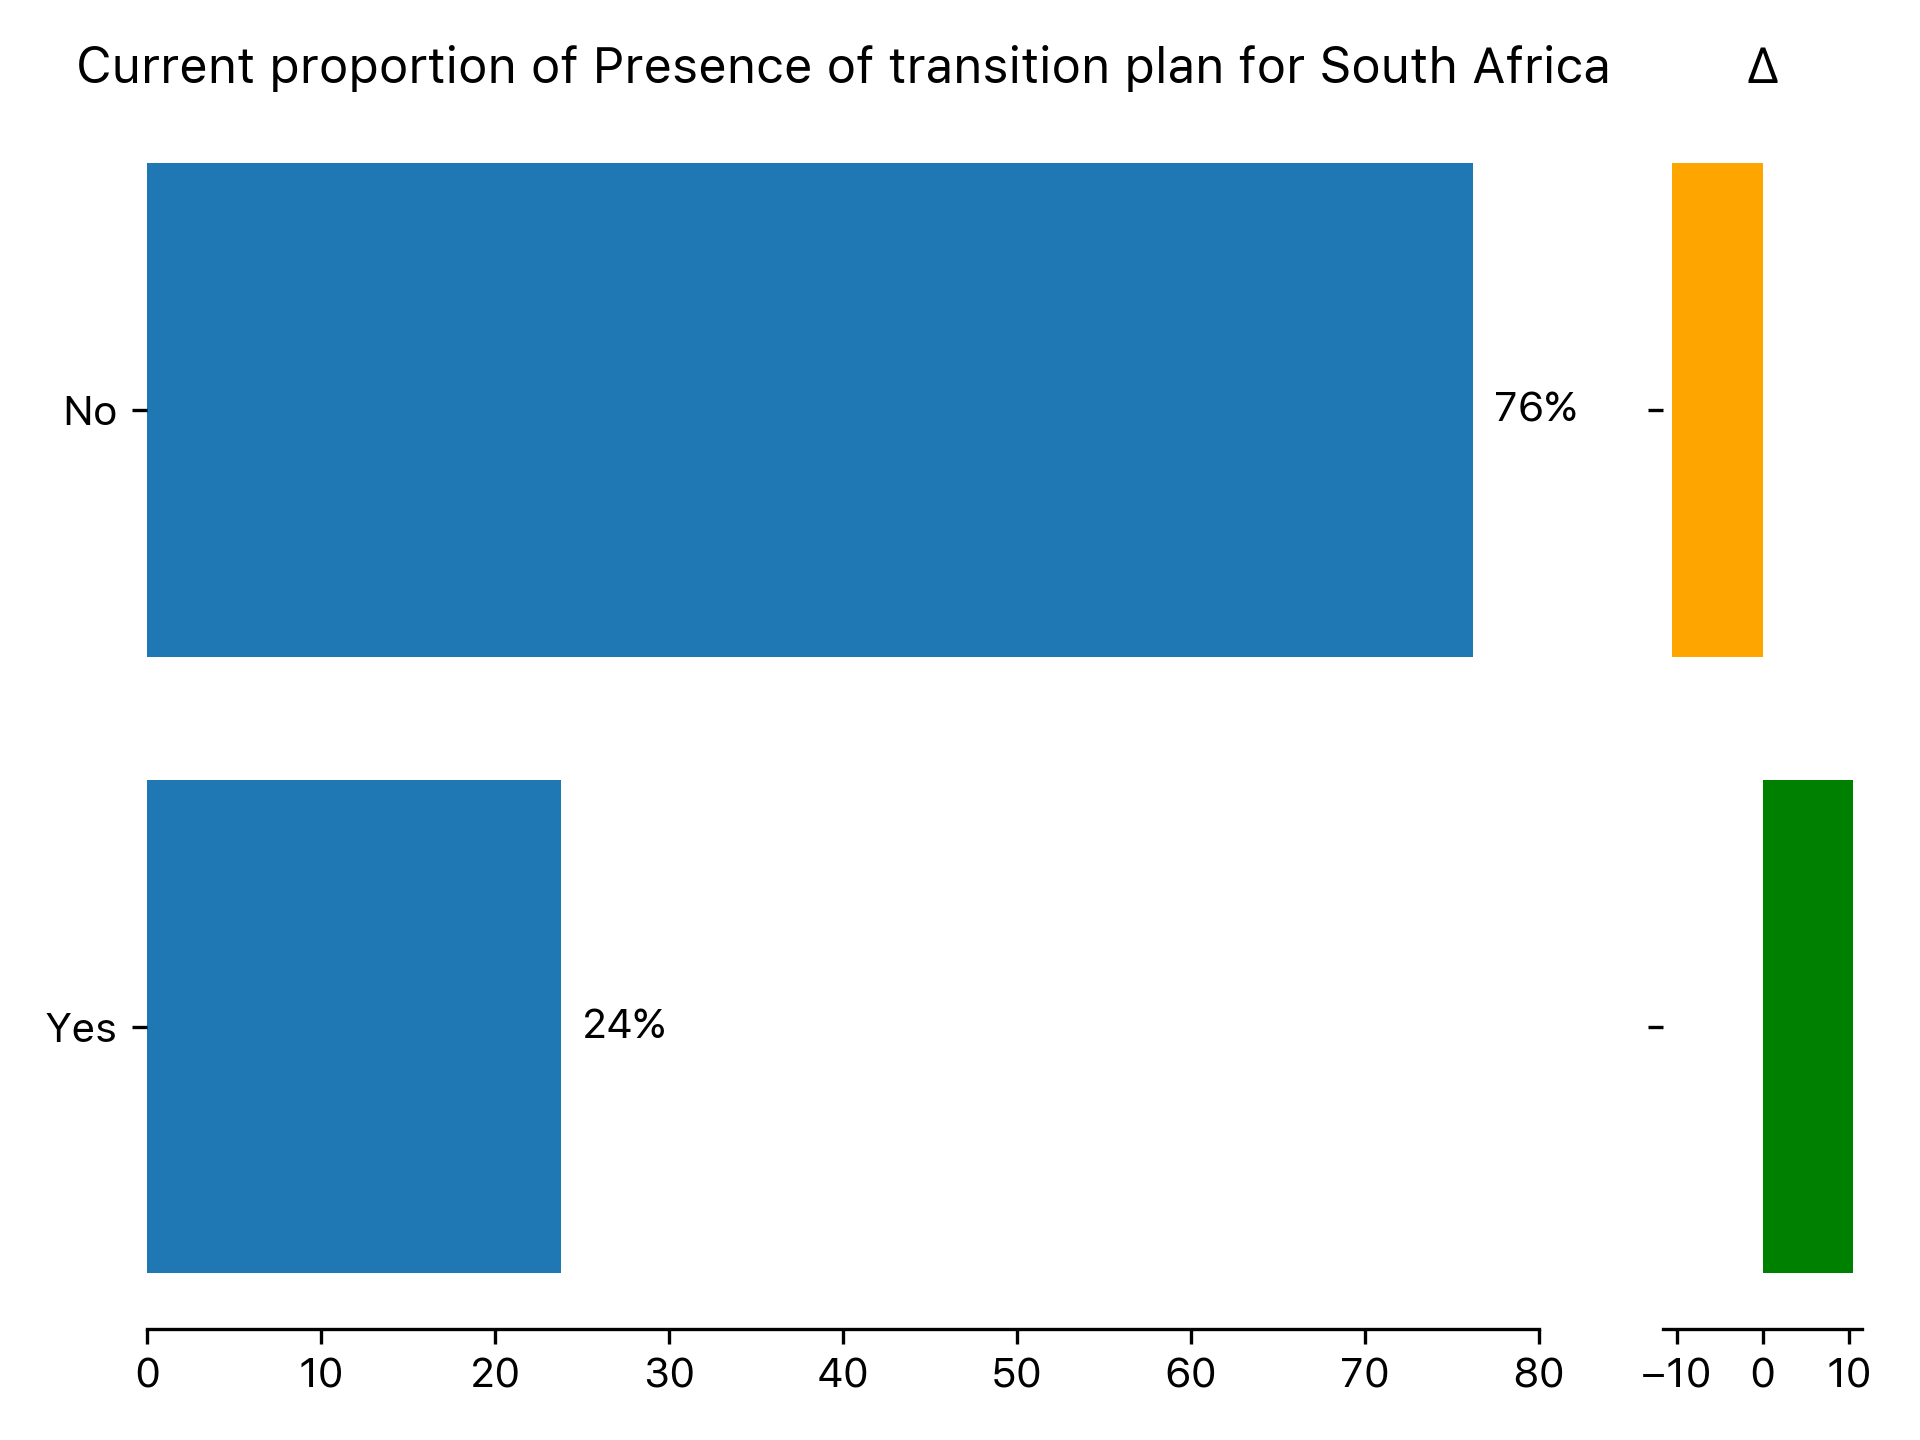 Current proportion of Presence of transition plan for South Africa Δ
No 76%
Yes 24%
0 10 20 30 40 50 60 70 80 −10 0 10